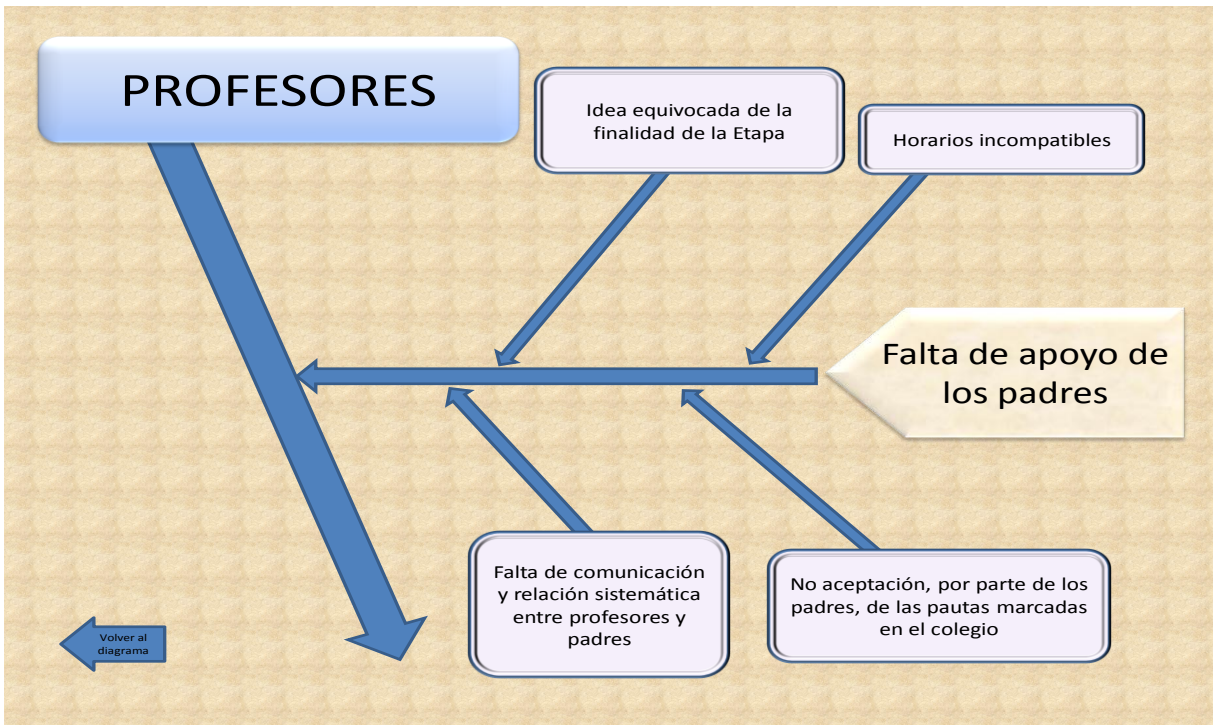 PROFESORES
Idea equivocada de la
finalidad de la Etapa
Horarios incompatibles
Falta de apoyo de
los padres
Falta de comunicación
y relación sistemática
entre profesores y
padres
No aceptación, por parte de los
padres, de las pautas marcadas
en el colegio
Volver al
diagrama